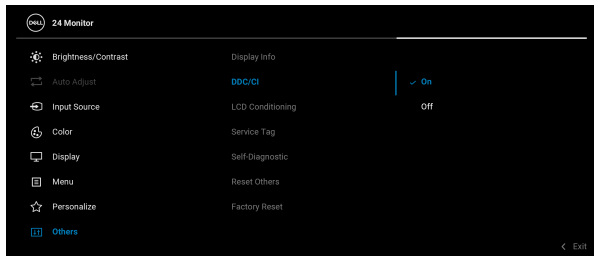 DELL 24 Monitor
Brightness/Contrast
Display Info
Auto Adjust
DDC/CI
On
Input Source
LCD Conditioning
Off
Color
Service Tag
Display
Self-Diagnostic
Menu
Reset Others
Personalize
Factory Reset
Others
Exit